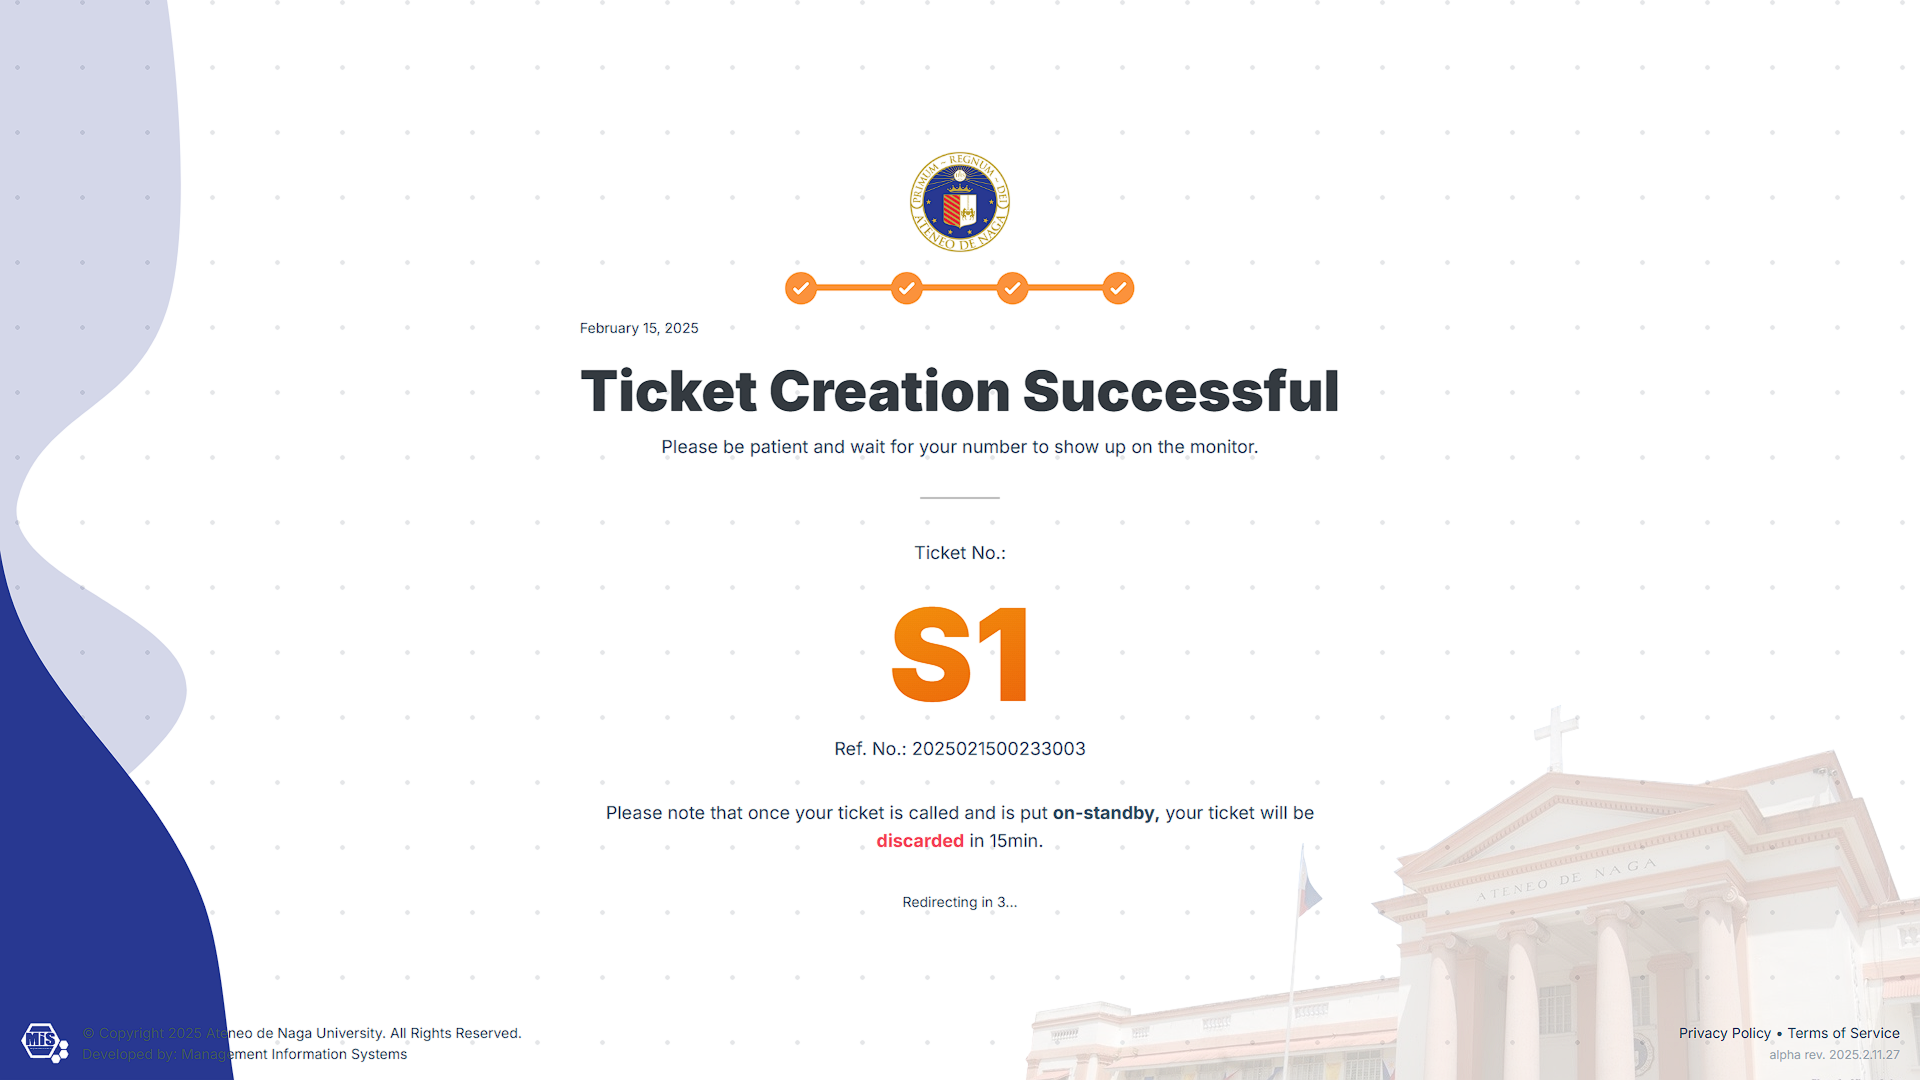 PRIMUM ~ REGNUM ~ DEI
ATENEO DE NAGA
February 15, 2025
Ticket Creation Successful
Please be patient and wait for your number to show up on the monitor.
Ticket No.:
S1
Ref. No.: 2025021500233003
Please note that once your ticket is called and is put on-standby, your ticket will be
discarded in 15min.
Redirecting in 3...
ATENEO DE NAGA
MIS
© Copyright 2025 Ateneo de Naga University. All Rights Reserved.
Developed by: Management Information Systems
Privacy Policy • Terms of Service
alpha rev. 2025.2.11.27